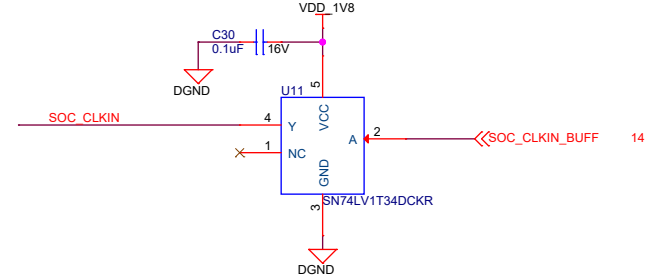 VDD_1V8
C30
0.1uF 16V
DGND
5
U11
VCC
SOC_CLKIN 4 Y
A 2 SOC_CLKIN_BUFF 14
1 NC
GND
3 SN74LV1T34DCKR
DGND